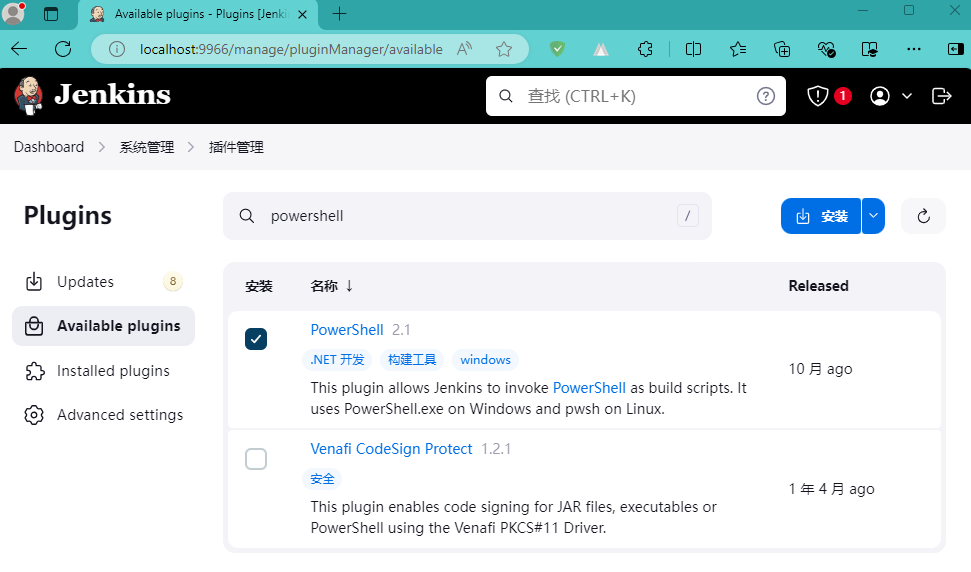 Available plugins - Plugins [Jenki
localhost:9966/manage/pluginManager/available
Jenkins
查找 (CTRL+K)
1
Dashboard
系统管理
插件管理
Plugins
powershell
/
安装
Updates
8
Available plugins
Installed plugins
Advanced settings
安装
名称 ↓
Released
PowerShell 2.1
.NET 开发
构建工具
windows
This plugin allows Jenkins to invoke PowerShell as build scripts. It
uses PowerShell.exe on Windows and pwsh on Linux.
10 月 ago
Venafi CodeSign Protect 1.2.1
安全
This plugin enables code signing for JAR files, executables or
PowerShell using the Venafi PKCS#11 Driver.
1 年 4 月 ago